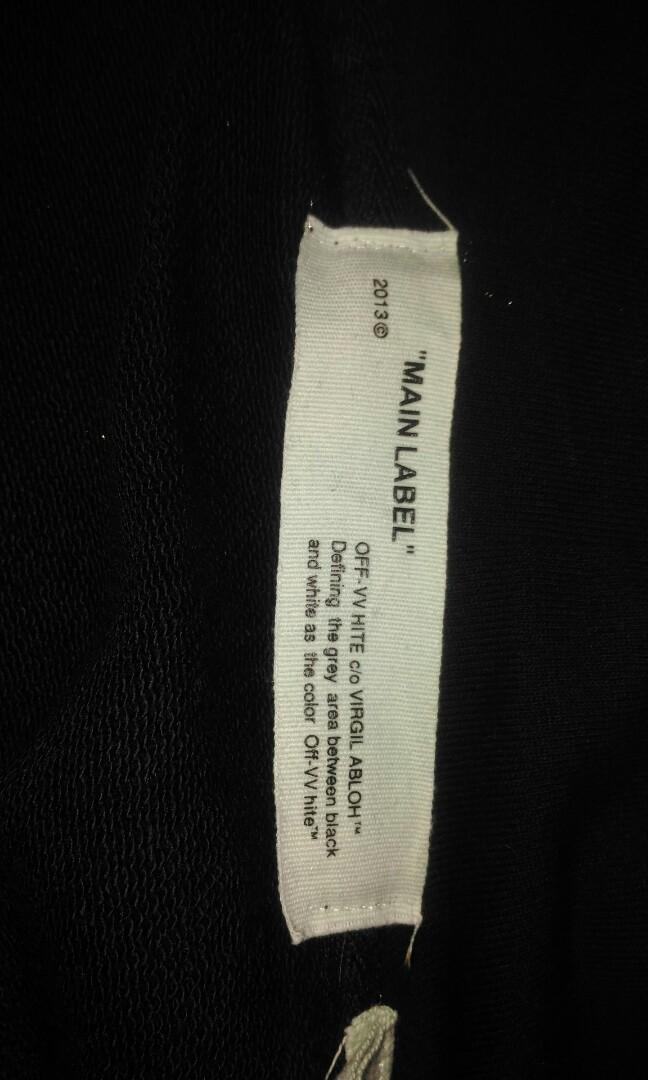 2013©
"MAIN LABEL"
OFF-VV HITE c/o VIRGIL ABLOH™
Defining the grey area between black
and white as the color Off-VV hite™